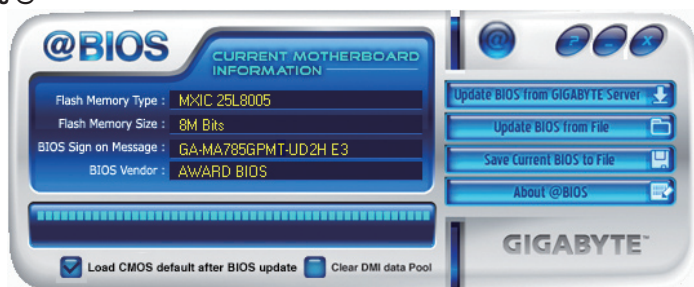 @BIOS
CURRENT MOTHERBOARD
INFORMATION
Flash Memory Type : MXIC 25L8005
Flash Memory Size : 8M Bits
BIOS Sign on Message : GA-MA785GPMT-UD2H E3
BIOS Vendor : AWARD BIOS
Load CMOS default after BIOS update
Clear DMI data Pool
@
? _ X
Update BIOS from GIGABYTE Server
Update BIOS from File
Save Current BIOS to File
About @BIOS
GIGABYTE™